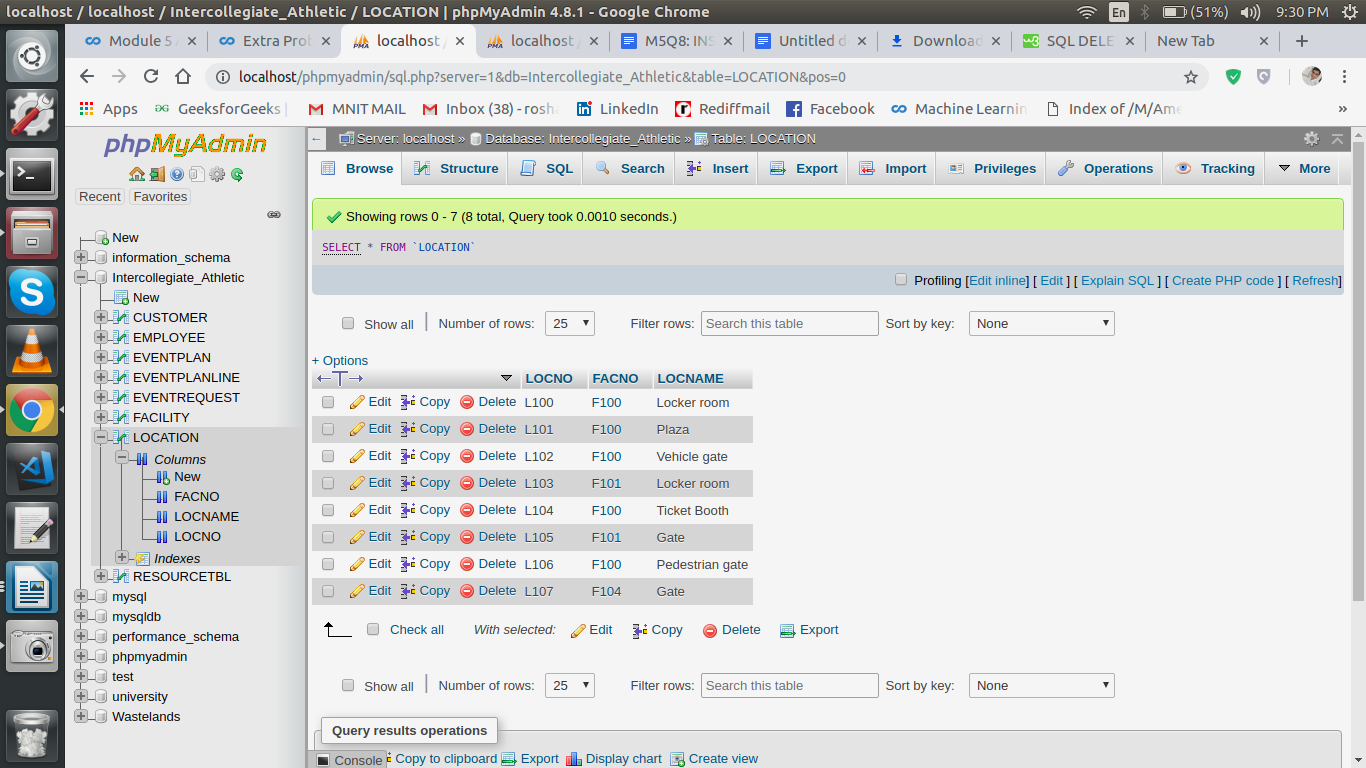 localhost / localhost / Intercollegiate_Athletic / LOCATION | phpMyAdmin 4.8.1 - Google Chrome En (51%) 9:30 PM
Module 5 Extra Prob localhost / localhost / M5Q8: INS Untitled d Download SQL DELE New Tab
localhost/phpmyadmin/sql.php?server=1&db=Intercollegiate_Athletic&table=LOCATION&pos=0
Apps GeeksforGeeks | MNIT MAIL Inbox (38) - rosha LinkedIn Rediffmail Facebook Machine Learning Index of /M/Ame »
phpMyAdmin
Recent Favorites
New
information_schema
Intercollegiate_Athletic
New
CUSTOMER
EMPLOYEE
EVENTPLAN
EVENTPLANLINE
EVENTREQUEST
FACILITY
LOCATION
Columns
New
FACNO
LOCNAME
LOCNO
Indexes
RESOURCETBL
mysql
mysqldb
performance_schema
phpmyadmin
test
university
Wastelands
Server: localhost » Database: Intercollegiate_Athletic » Table: LOCATION
Browse Structure SQL Search Insert Export Import Privileges Operations Tracking More
Showing rows 0 - 7 (8 total, Query took 0.0010 seconds.)
SELECT * FROM `LOCATION`
Profiling [Edit inline] [ Edit ] [ Explain SQL ] [ Create PHP code ] [ Refresh]
Show all | Number of rows: 25 Filter rows: Search this table Sort by key: None
+ Options
LOCNO FACNO LOCNAME
Edit Copy Delete L100 F100 Locker room
Edit Copy Delete L101 F100 Plaza
Edit Copy Delete L102 F100 Vehicle gate
Edit Copy Delete L103 F101 Locker room
Edit Copy Delete L104 F100 Ticket Booth
Edit Copy Delete L105 F101 Gate
Edit Copy Delete L106 F100 Pedestrian gate
Edit Copy Delete L107 F104 Gate
Check all With selected: Edit Copy Delete Export
Show all | Number of rows: 25 Filter rows: Search this table Sort by key: None
Query results operations
Console Copy to clipboard Export Display chart Create view